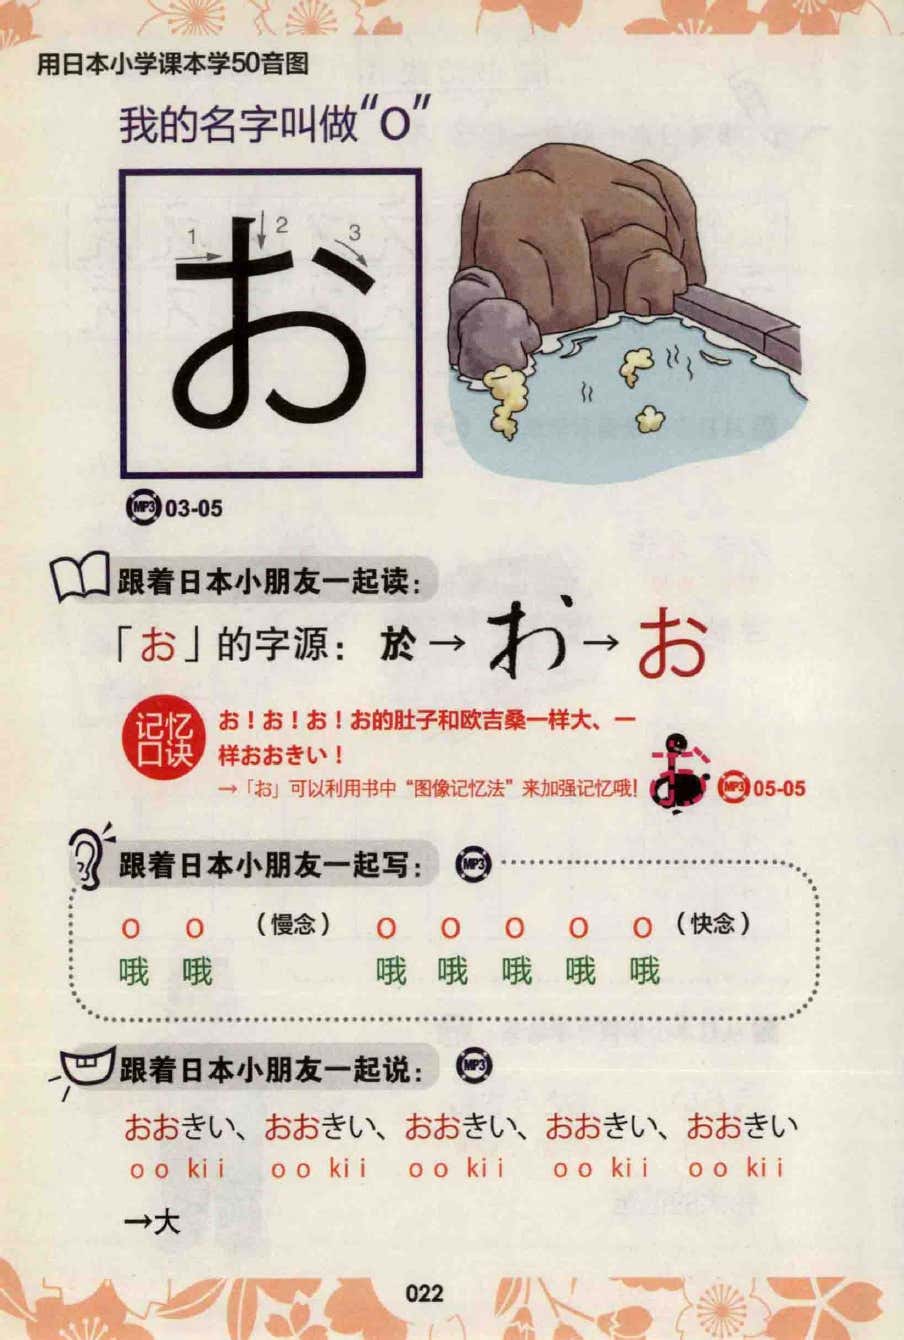 用日本小学课本学50音图
我的名字叫做“o”
1 2 3
お
MP3 03-05
跟着日本小朋友一起读：
「お」的字源：於→お→お
记忆口诀
お！お！お！お的肚子和欧吉桑一样大、一
样おおきい！
→「お」可以利用书中“图像记忆法”来加强记忆哦！
お
MP3 05-05
跟着日本小朋友一起写： MP3
o o （慢念） o o o o o （快念）
哦 哦 哦 哦 哦 哦 哦
跟着日本小朋友一起说： MP3
おおきい、おおきい、おおきい、おおきい、おおきい
o o ki i o o ki i o o ki i o o ki i o o ki i
→大
022